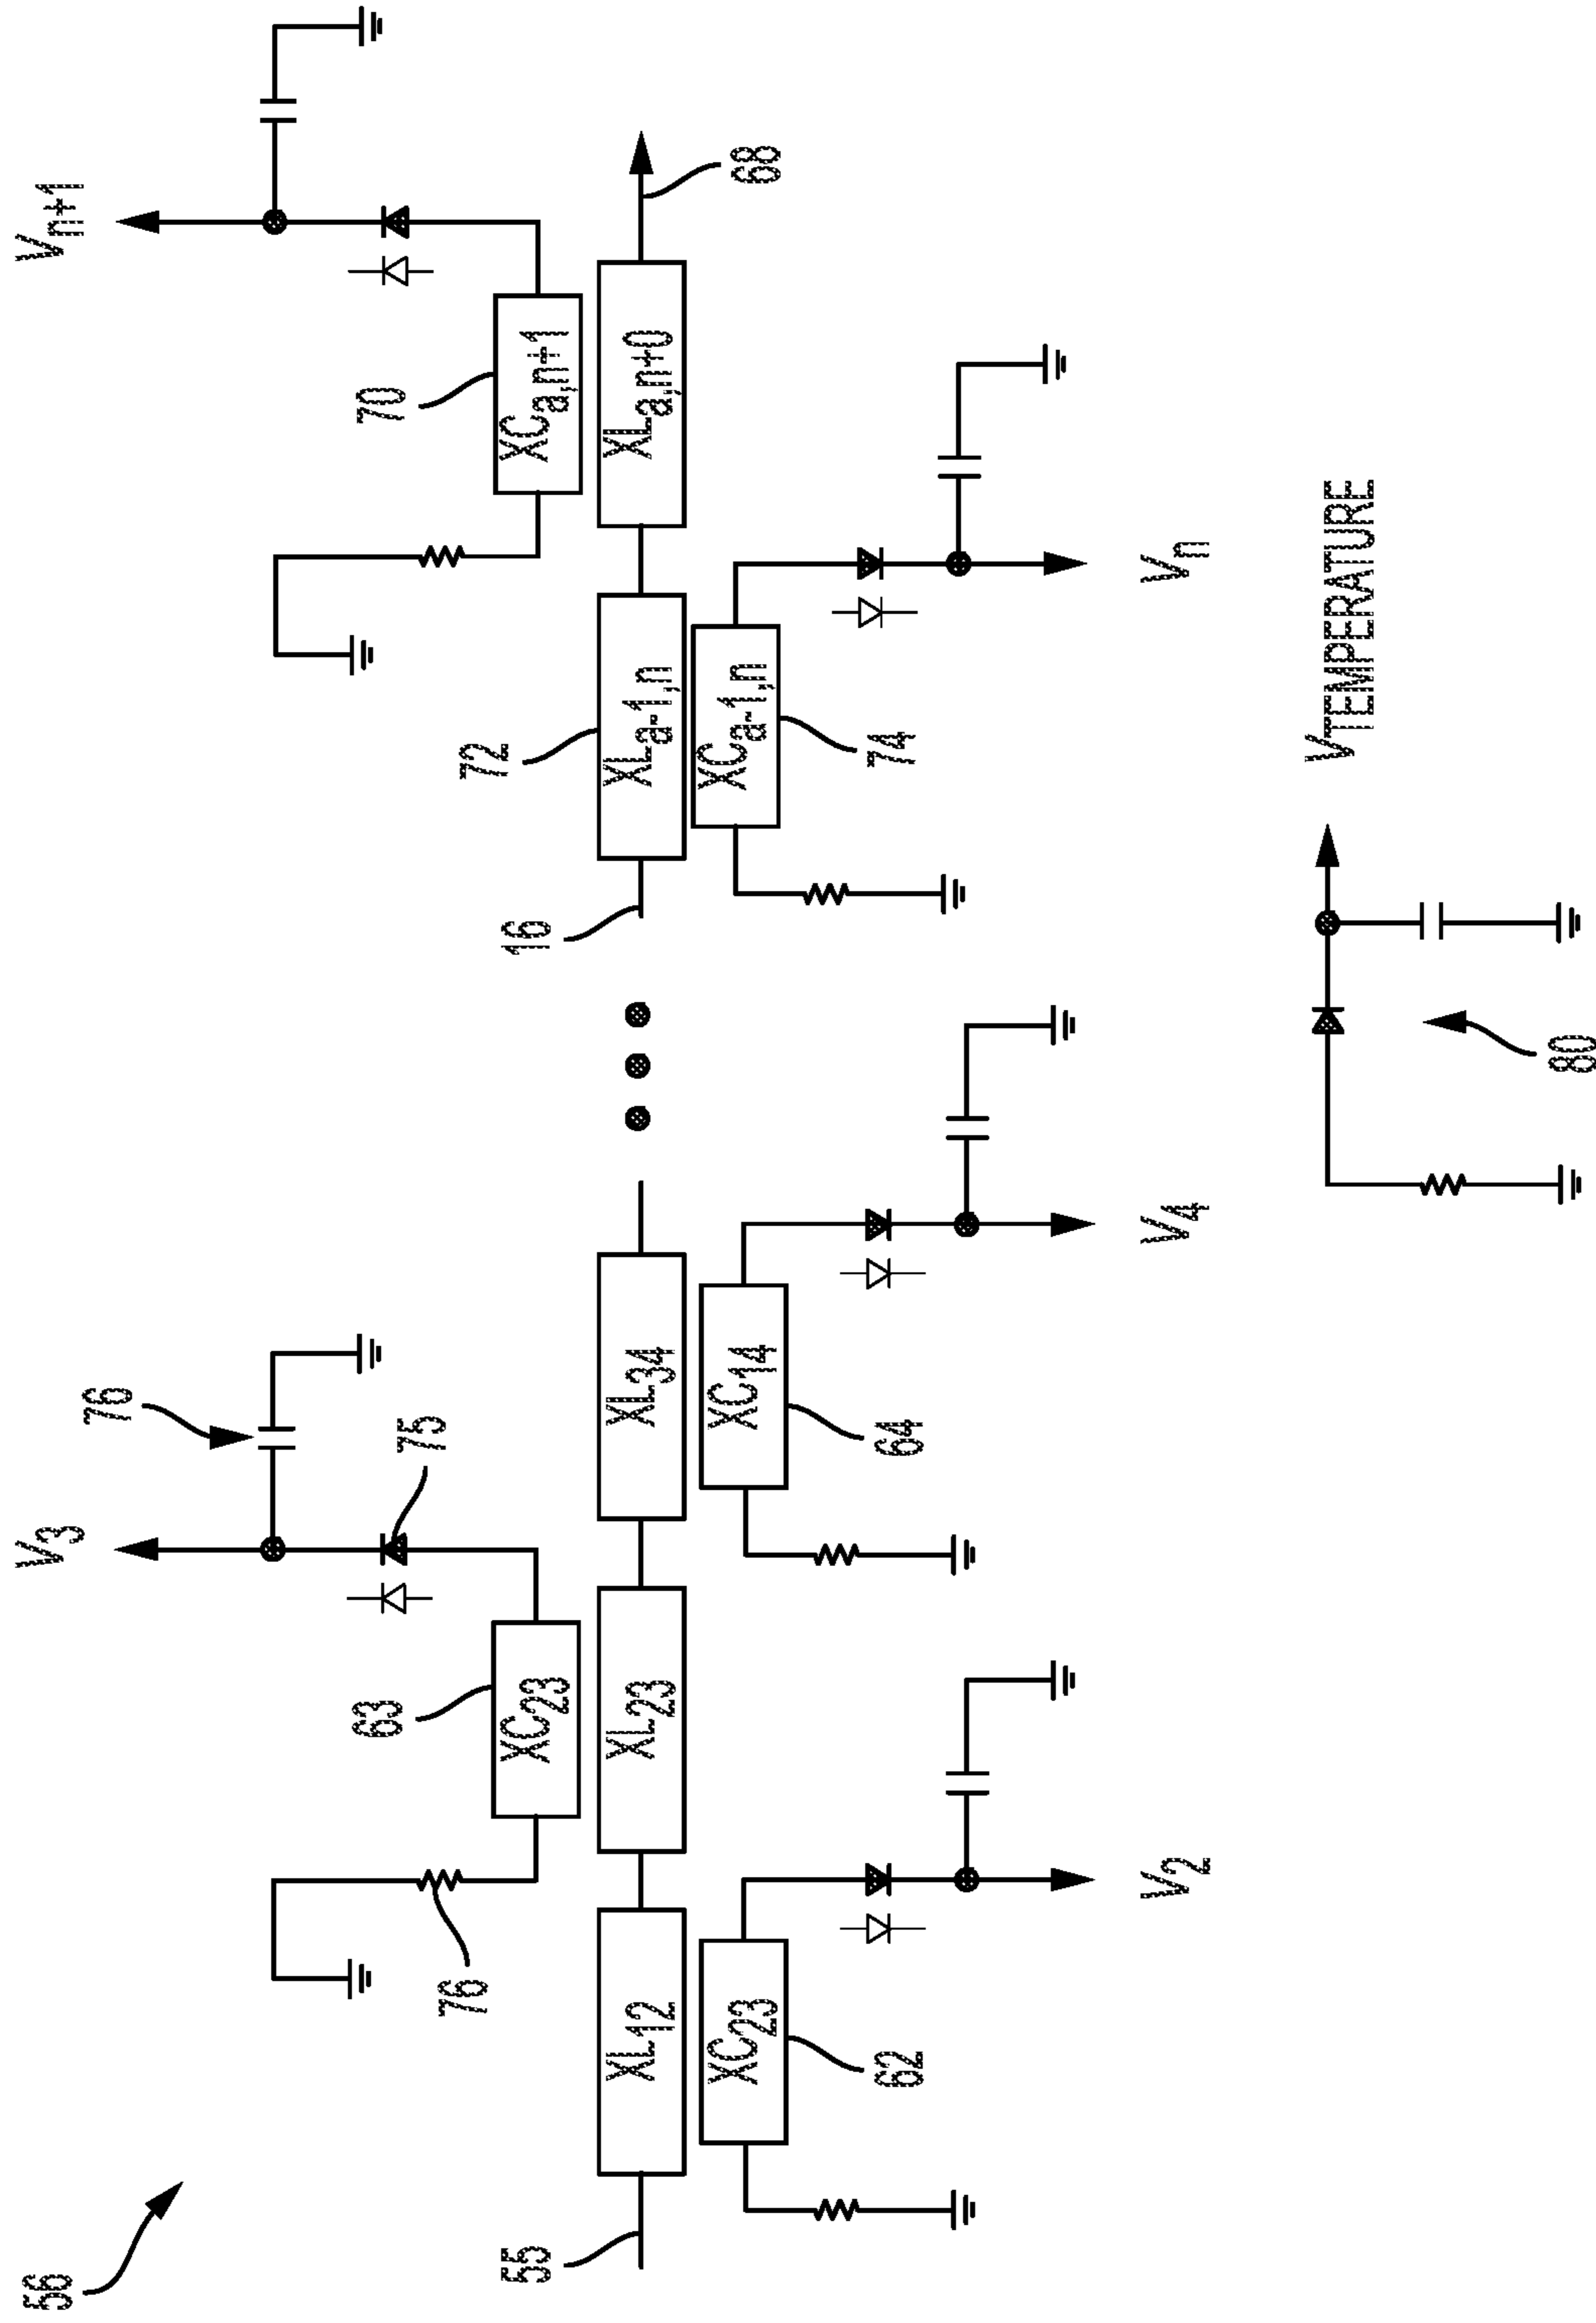 56
V3
Vn+1
76
63
70
75
76
72
55
16
XC23
XCa,n+1
XL12
XL23
XL34
XLa-1,n
XLa,n+0
XC23
XC14
XCa-1,n
68
62
64
74
V2
V4
Vn
VTEMPERATURE
80